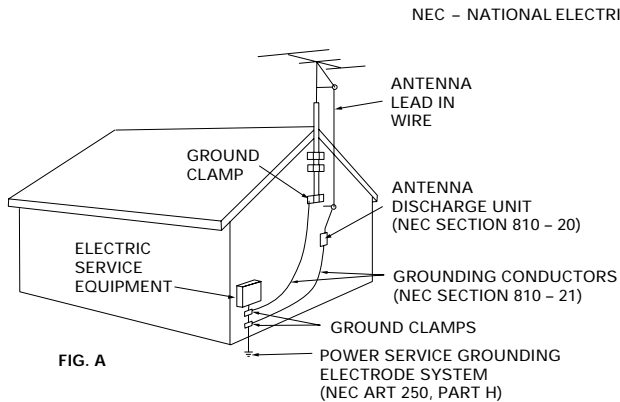 NEC – NATIONAL ELECTRI
ANTENNA
LEAD IN
WIRE
GROUND
CLAMP
ANTENNA
DISCHARGE UNIT
(NEC SECTION 810 – 20)
ELECTRIC
SERVICE
EQUIPMENT
GROUNDING CONDUCTORS
(NEC SECTION 810 – 21)
GROUND CLAMPS
FIG. A
POWER SERVICE GROUNDING
ELECTRODE SYSTEM
(NEC ART 250, PART H)